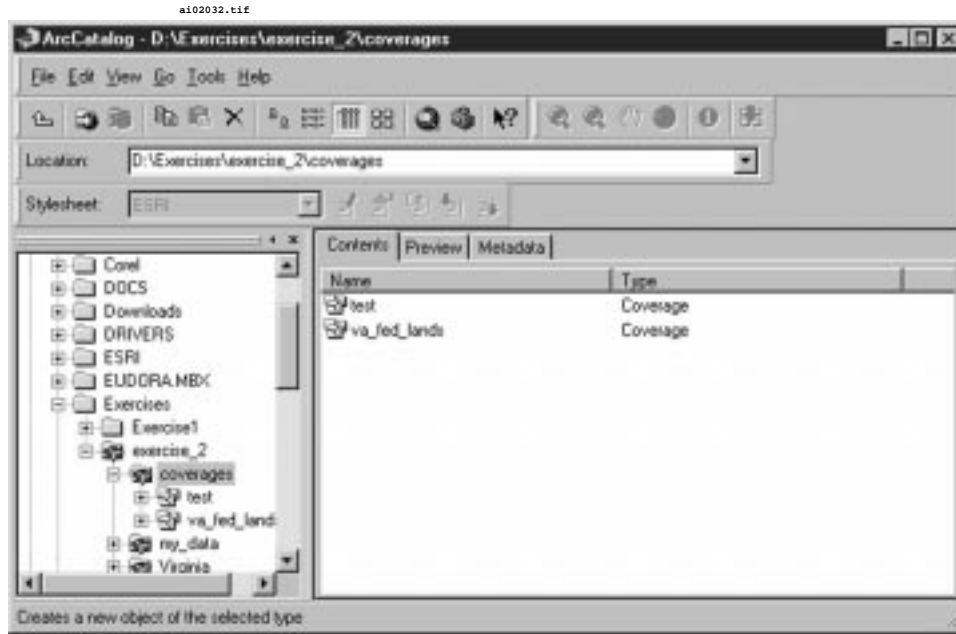 ai02032.tif
ArcCatalog - D:\Exercises\exercise_2\coverages
File Edit View Go Tools Help
Location: D:\Exercises\exercise_2\coverages
Stylesheet: ESRI
Contents Preview Metadata
Name Type
test Coverage
va_fed_lands Coverage
Corel
DOCS
Downloads
DRIVERS
ESRI
EUDORA.MBX
Exercises
Exercise1
exercise_2
coverages
test
va_fed_land
my_data
Virginia
Creates a new object of the selected type